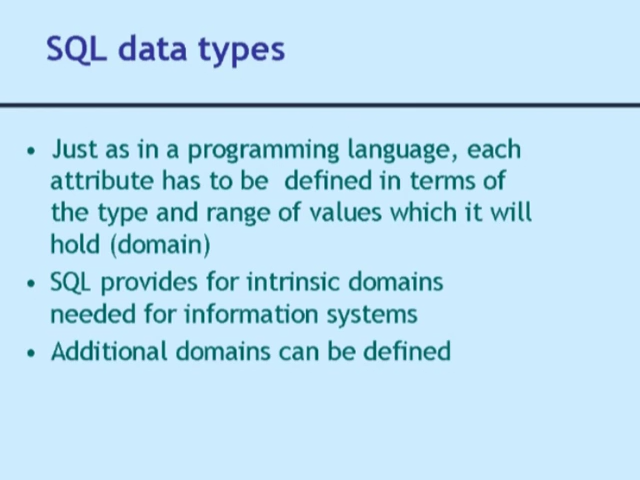 SQL data types
• Just as in a programming language, each
attribute has to be  defined in terms of
the type and range of values which it will
hold (domain)
• SQL provides for intrinsic domains
needed for information systems
• Additional domains can be defined